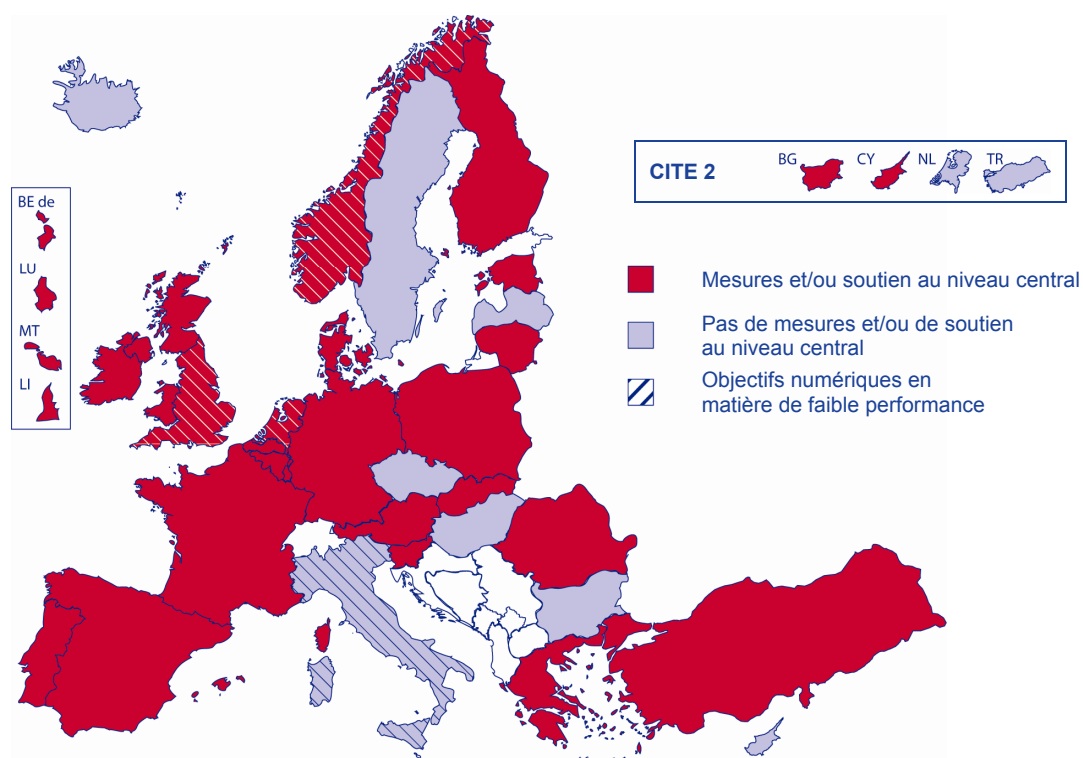 CITE 2
BG
CY
NL
TR
BE de
LU
MT
LI
Mesures et/ou soutien au niveau central
Pas de mesures et/ou de soutien
au niveau central
Objectifs numériques en
matière de faible performance